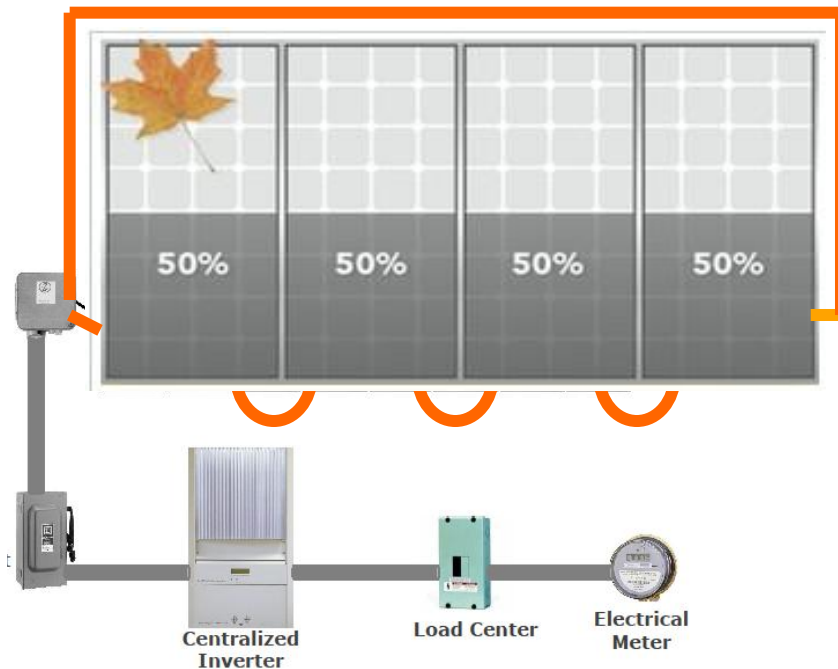 50% 50% 50% 50%
t
Centralized
Inverter
Load Center
Electrical
Meter